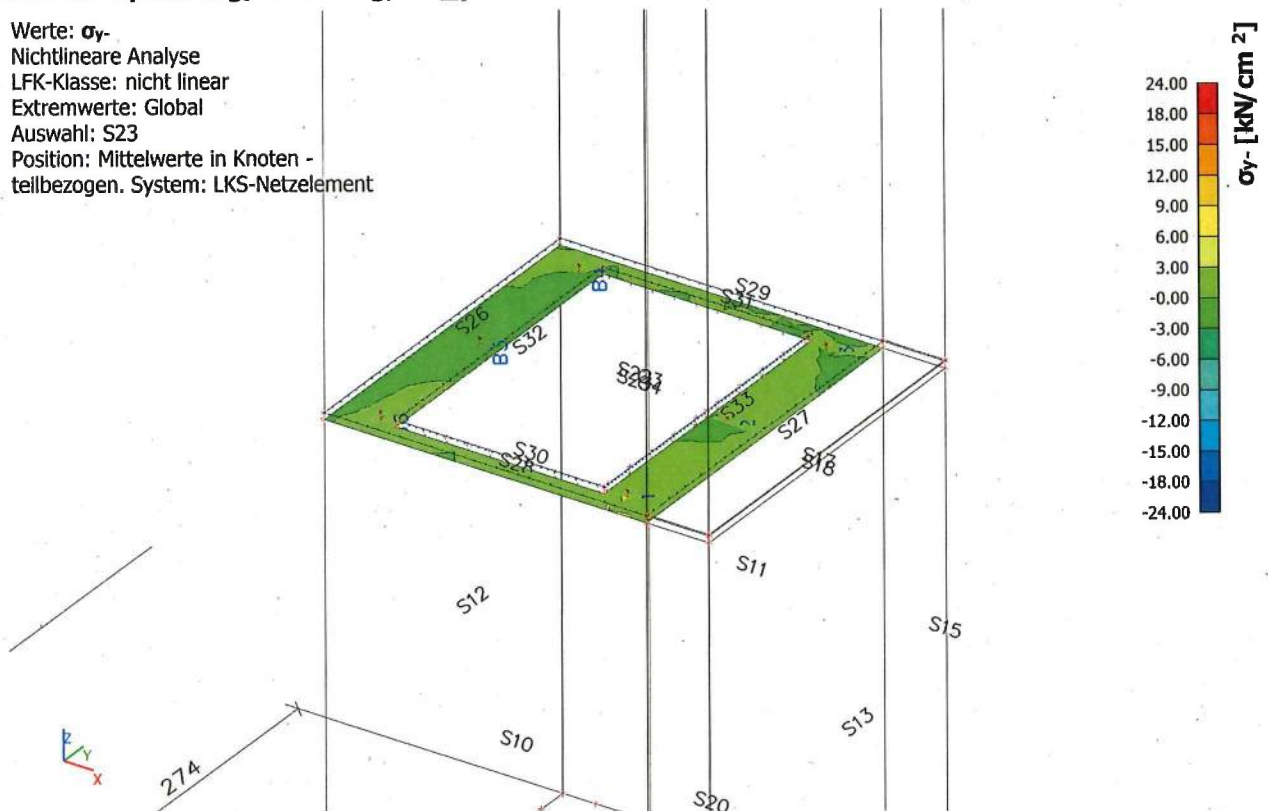 Werte: σy-
Nichtlineare Analyse
LFK-Klasse: nicht linear
Extremwerte: Global
Auswahl: S23
Position: Mittelwerte in Knoten -
teilbezogen. System: LKS-Netzelement
σy- [kN/cm ²]
24.00
18.00
15.00
12.00
9.00
6.00
3.00
-0.00
-3.00
-6.00
-9.00
-12.00
-15.00
-18.00
-24.00
S29
S31
S26
S32
S33
S27
S30
S28
S17
S18
S11
S12
S15
S13
S10
S20
274
Z
Y
X